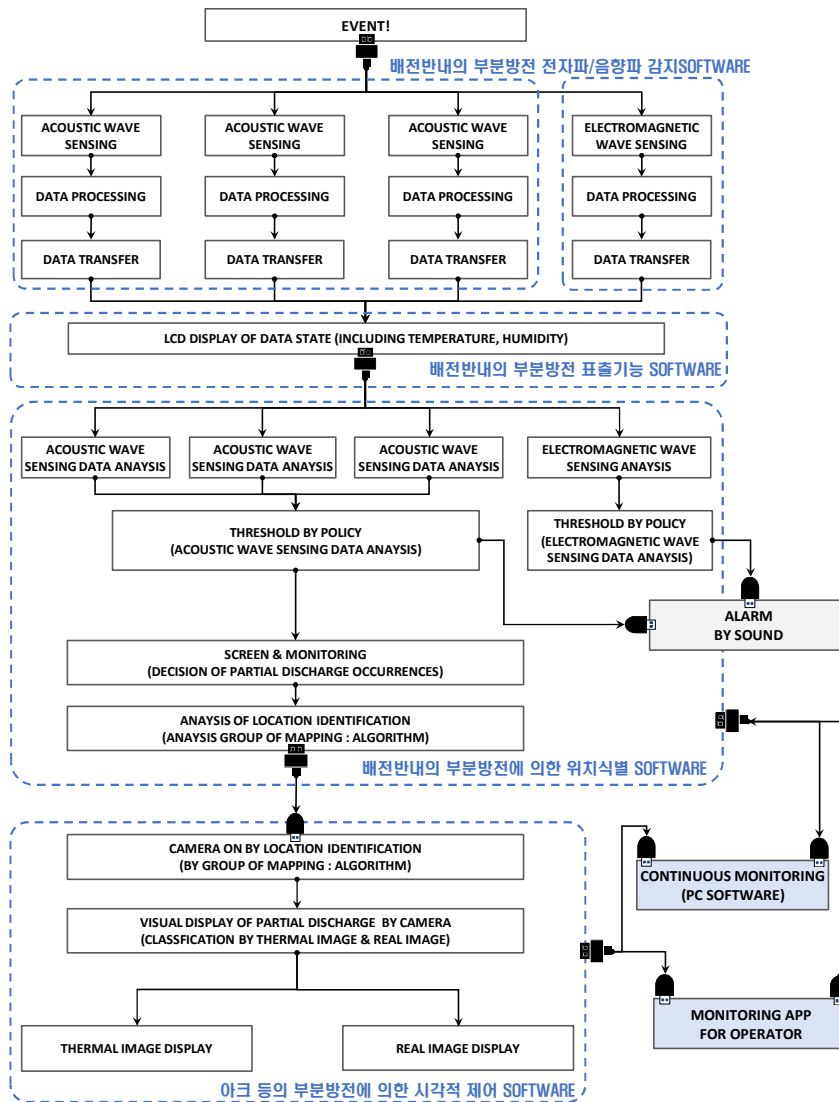 EVENT!
배전반내의 부분방전 전자파/음향파 감지SOFTWARE
ACOUSTIC WAVE
SENSING
ACOUSTIC WAVE
SENSING
ACOUSTIC WAVE
SENSING
ELECTROMAGNETIC
WAVE SENSING
DATA PROCESSING
DATA PROCESSING
DATA PROCESSING
DATA PROCESSING
DATA TRANSFER
DATA TRANSFER
DATA TRANSFER
DATA TRANSFER
LCD DISPLAY OF DATA STATE (INCLUDING TEMPERATURE, HUMIDITY)
배전반내의 부분방전 표출기능 SOFTWARE
ACOUSTIC WAVE
SENSING DATA ANAYSIS
ACOUSTIC WAVE
SENSING DATA ANAYSIS
ACOUSTIC WAVE
SENSING DATA ANAYSIS
ELECTROMAGNETIC WAVE
SENSING ANAYSIS
THRESHOLD BY POLICY
(ACOUSTIC WAVE SENSING DATA ANAYSIS)
THRESHOLD BY POLICY
(ELECTROMAGNETIC WAVE
SENSING DATA ANAYSIS)
ALARM
BY SOUND
SCREEN & MONITORING
(DECISION OF PARTIAL DISCHARGE OCCURRENCES)
ANAYSIS OF LOCATION IDENTIFICATION
(ANAYSIS GROUP OF MAPPING : ALGORITHM)
배전반내의 부분방전에 의한 위치식별 SOFTWARE
CAMERA ON BY LOCATION IDENTIFICATION
(BY GROUP OF MAPPING : ALGORITHM)
CONTINUOUS MONITORING
(PC SOFTWARE)
VISUAL DISPLAY OF PARTIAL DISCHARGE BY CAMERA
(CLASSFICATION BY THERMAL IMAGE & REAL IMAGE)
MONITORING APP
FOR OPERATOR
THERMAL IMAGE DISPLAY
REAL IMAGE DISPLAY
아크 등의 부분방전에 의한 시각적 제어 SOFTWARE